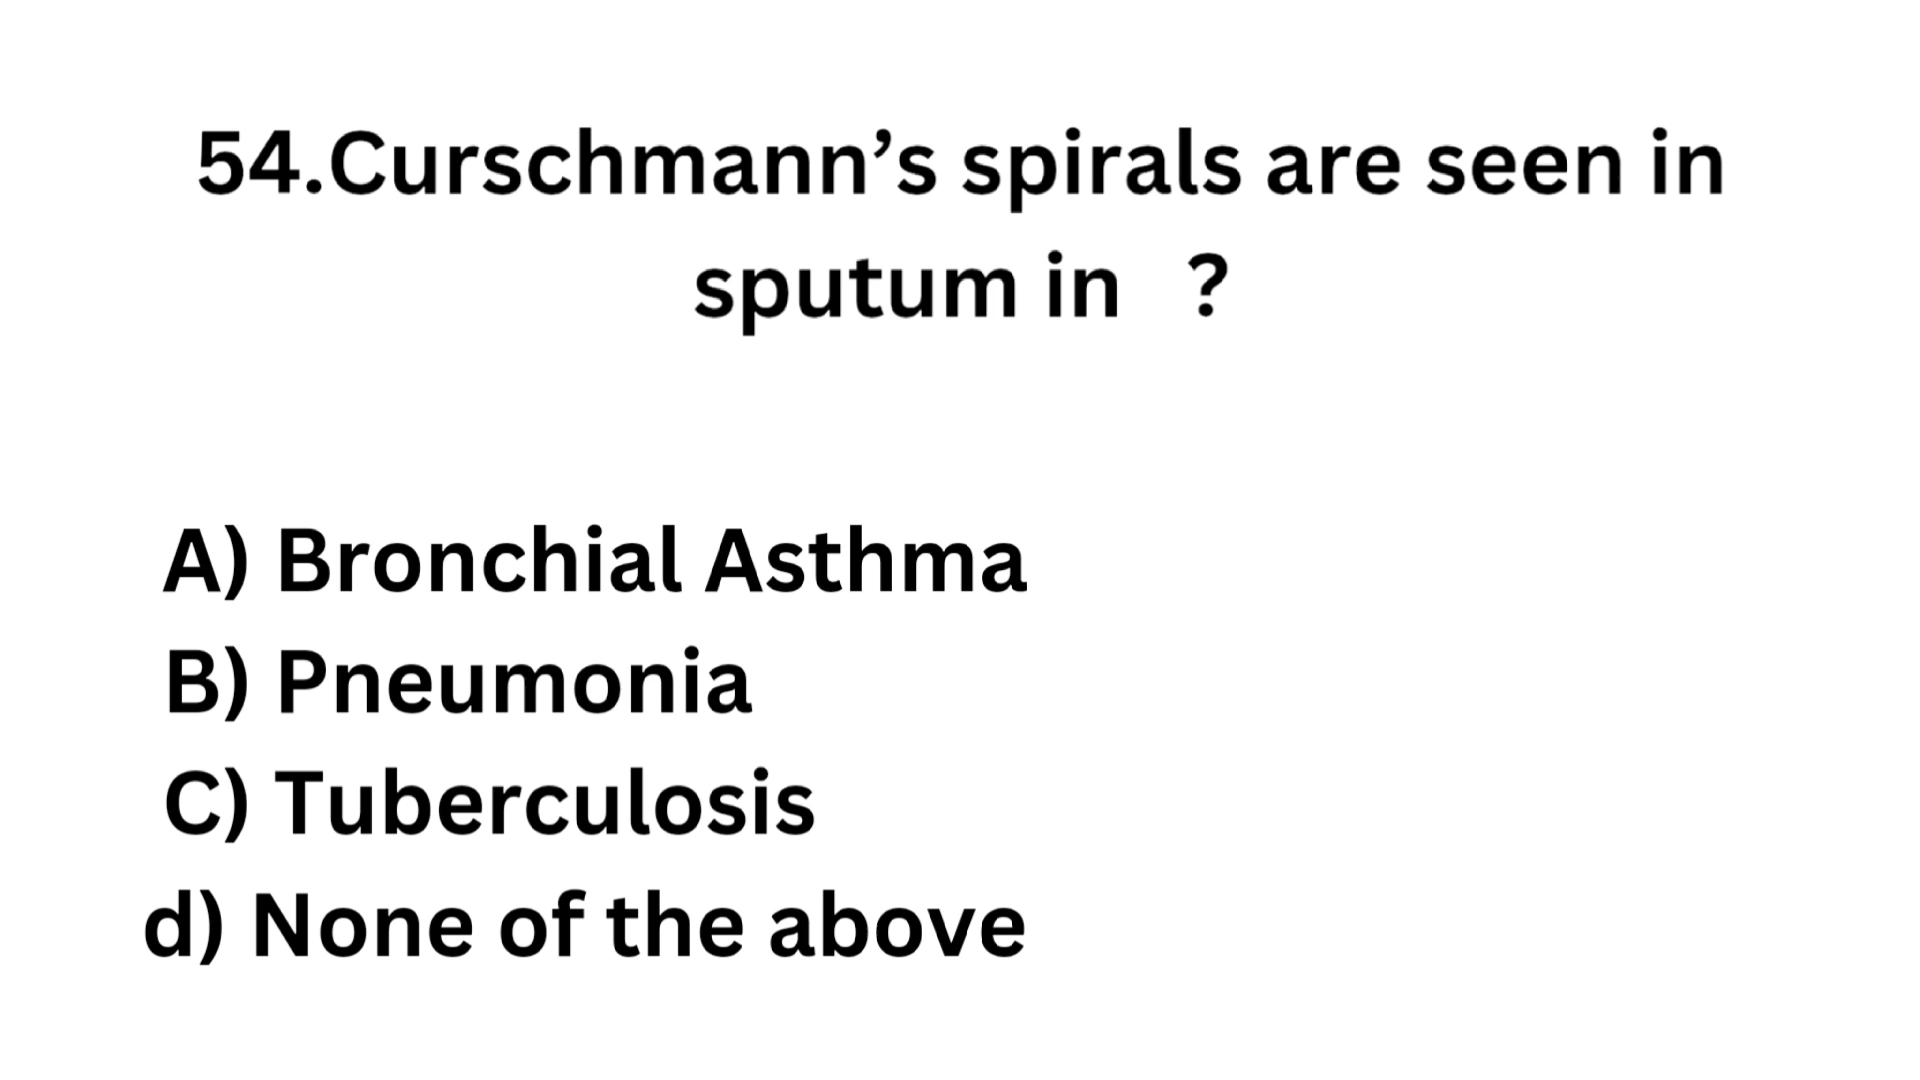 54.Curschmann’s spirals are seen in
sputum in ?
A) Bronchial Asthma
B) Pneumonia
C) Tuberculosis
d) None of the above